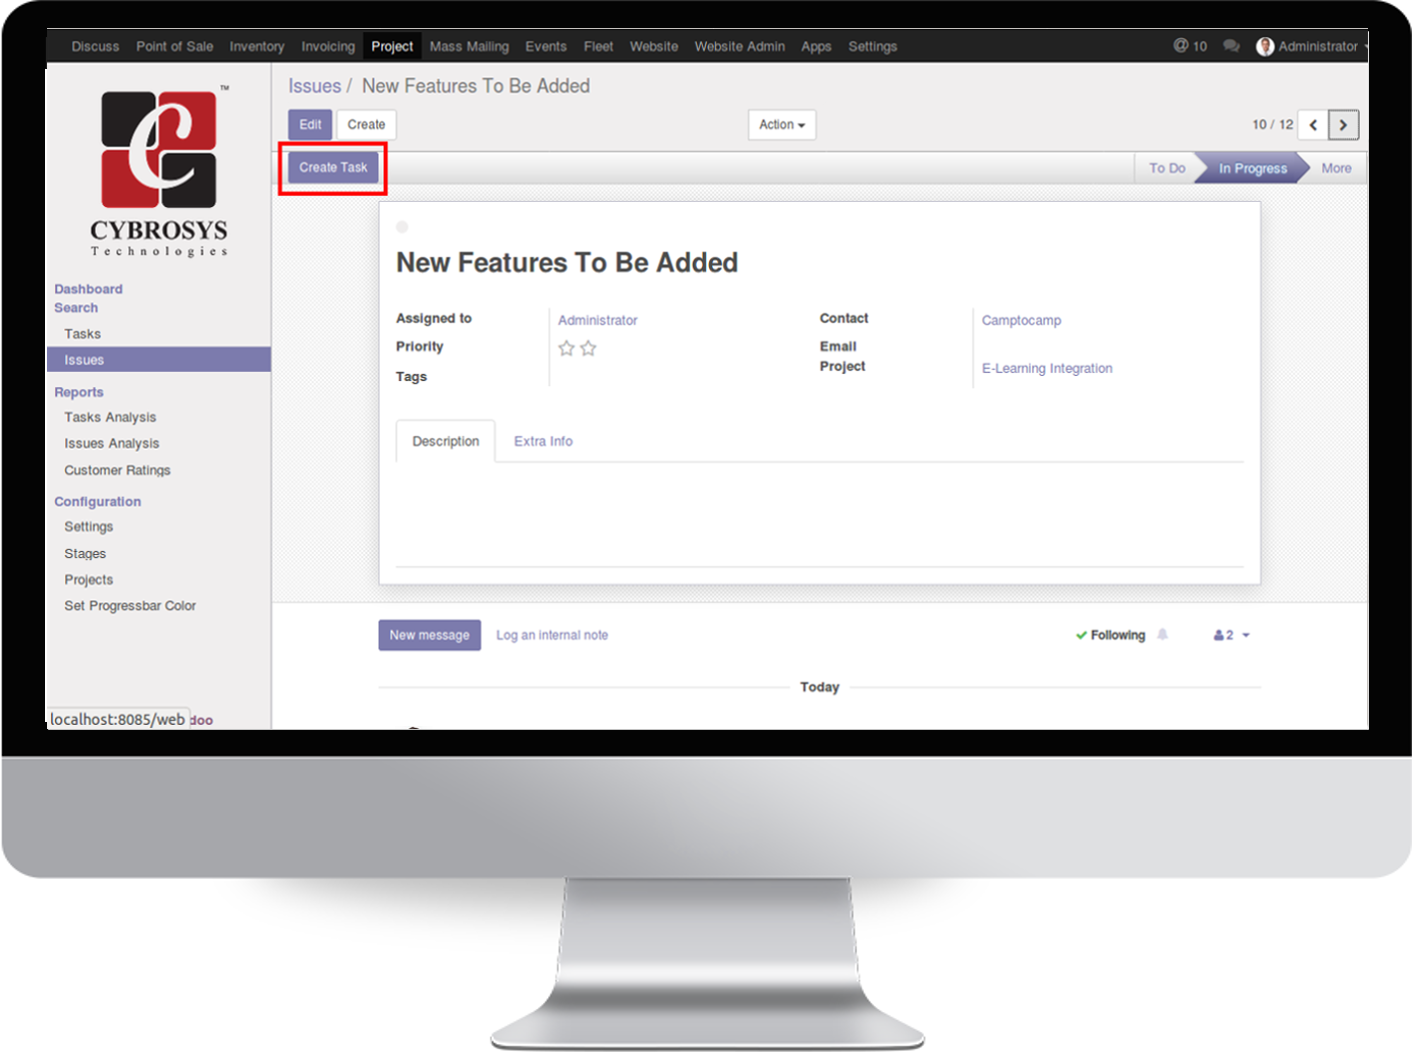 Discuss Point of Sale Inventory Invoicing Project Mass Mailing Events Fleet Website Website Admin Apps Settings @ 10 Administrator
TM
CYBROSYS
Technologies
Dashboard
Search
Tasks
Issues
Reports
Tasks Analysis
Issues Analysis
Customer Ratings
Configuration
Settings
Stages
Projects
Set Progressbar Color
localhost:8085/web doo
Issues / New Features To Be Added
Edit Create Action 10 / 12
Create Task To Do In Progress More
New Features To Be Added
Assigned to Administrator
Priority
Tags
Contact Camptocamp
Email
Project E-Learning Integration
Description Extra Info
New message Log an internal note Following 2
Today